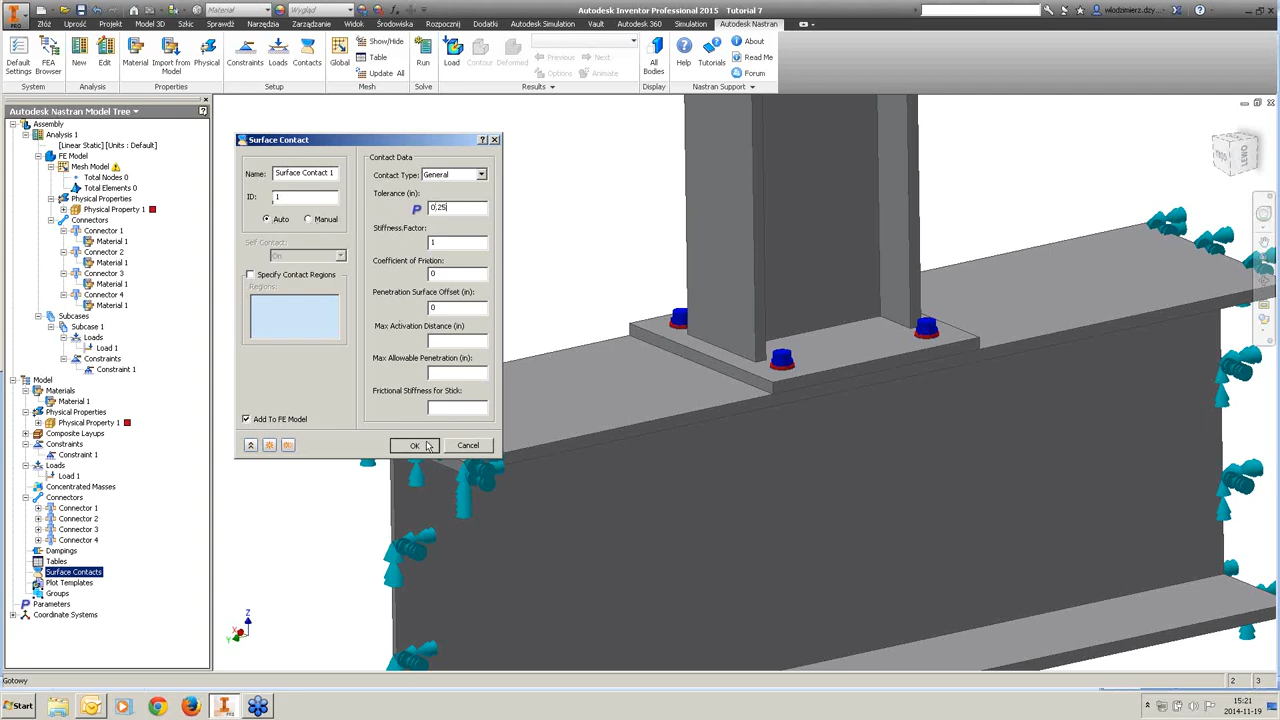 Material
Wygląd
Autodesk Inventor Professional 2015 Tutorial 7
włodzimierz.dzy...
Złóż
Uprość
Projekt
Model 3D
Szkic
Sprawdź
Narzędzia
Zarządzanie
Widok
Środowiska
Rozpocznij
Dodatki
Autodesk Simulation
Vault
Autodesk 360
Simulation
Autodesk Nastran
Default Settings
FEA Browser
System
New
Edit
Analysis
Material
Import from Model
Physical
Properties
Constraints
Loads
Contacts
Setup
Global
Show/Hide
Table
Update All
Mesh
Run
Solve
Load
Contour
Deformed
Previous
Next
Options
Animate
Results
All Bodies
Display
Help
Tutorials
About
Read Me
Forum
Nastran Support
Autodesk Nastran Model Tree
Assembly
Analysis 1
[Linear Static] [Units : Default]
FE Model
Mesh Model
Total Nodes 0
Total Elements 0
Physical Properties
Physical Property 1
Connectors
Connector 1
Material 1
Connector 2
Material 1
Connector 3
Material 1
Connector 4
Material 1
Subcases
Subcase 1
Loads
Load 1
Constraints
Constraint 1
Model
Materials
Material 1
Physical Properties
Physical Property 1
Composite Layups
Constraints
Constraint 1
Loads
Load 1
Concentrated Masses
Connectors
Connector 1
Connector 2
Connector 3
Connector 4
Dampings
Tables
Surface Contacts
Plot Templates
Groups
Parameters
Coordinate Systems
Surface Contact
Name:
Surface Contact 1
ID:
1
Auto
Manual
Self Contact:
On
Specify Contact Regions
Regions:
Add To FE Model
Contact Data
Contact Type:
General
Tolerance (in):
0.25
Stiffness Factor:
1
Coefficient of Friction:
0
Penetration Surface Offset (in):
0
Max Activation Distance (in)
Max Allowable Penetration (in):
Frictional Stiffness for Stick:
OK
Cancel
Z
X
Y
Gotowy
2
3
Start
15:21
2014-11-19